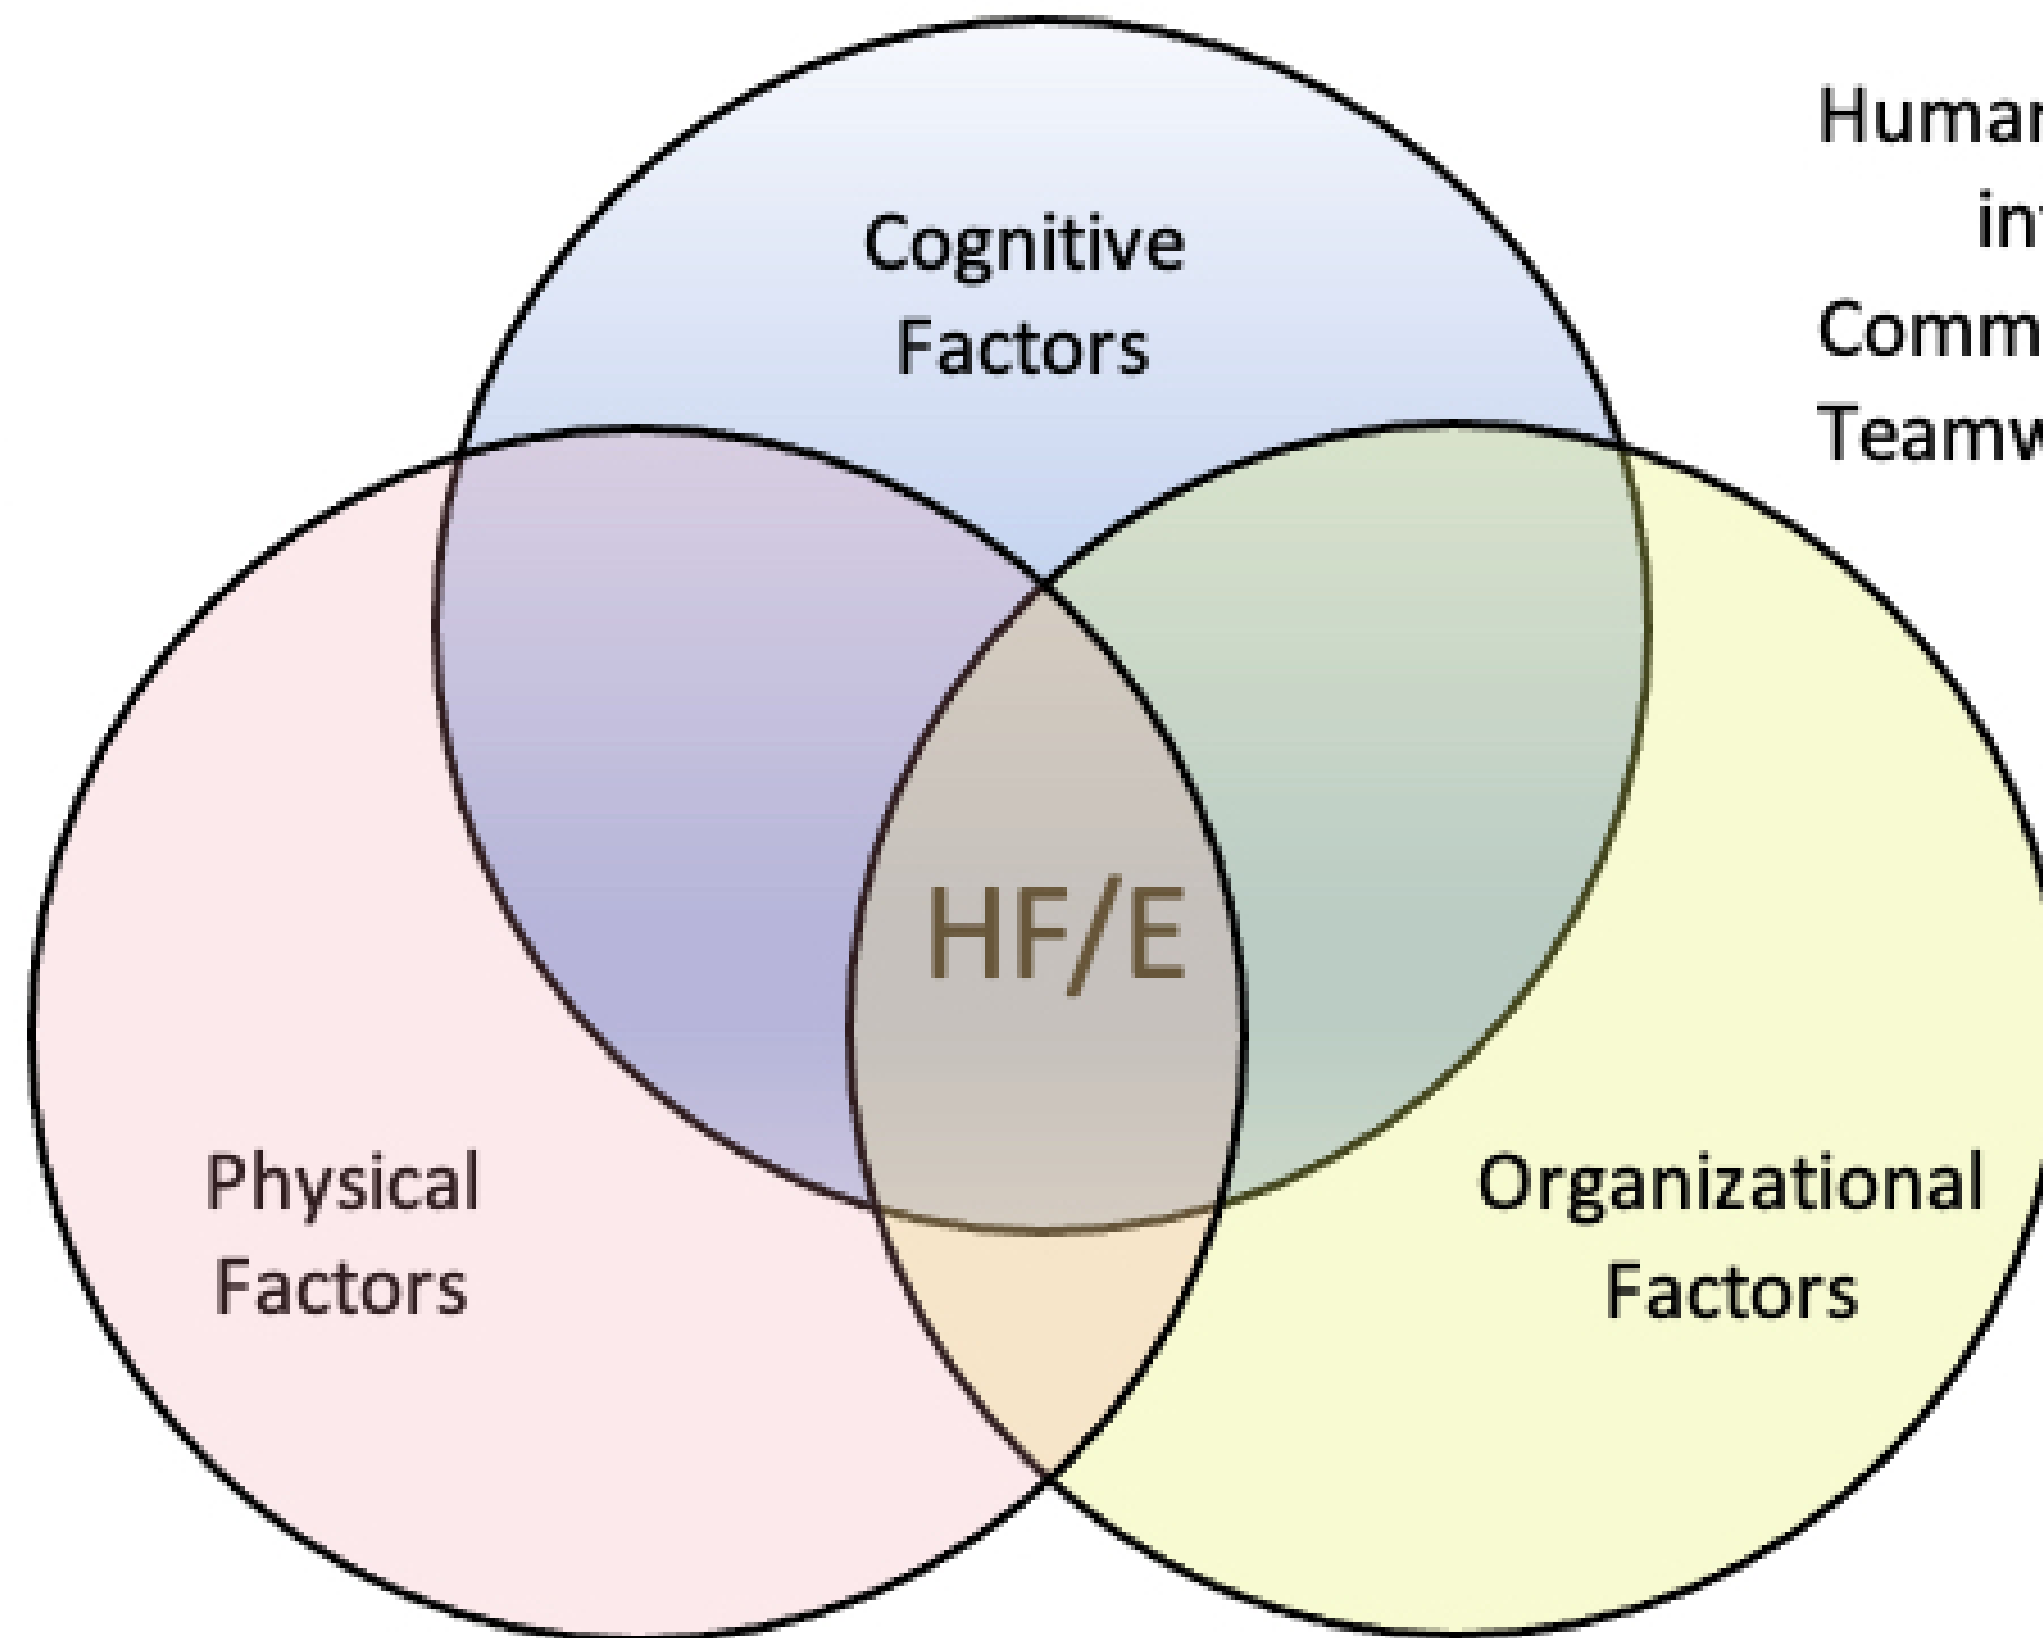 Cognitive
Factors
HF/E
Physical
Factors
Organizational
Factors